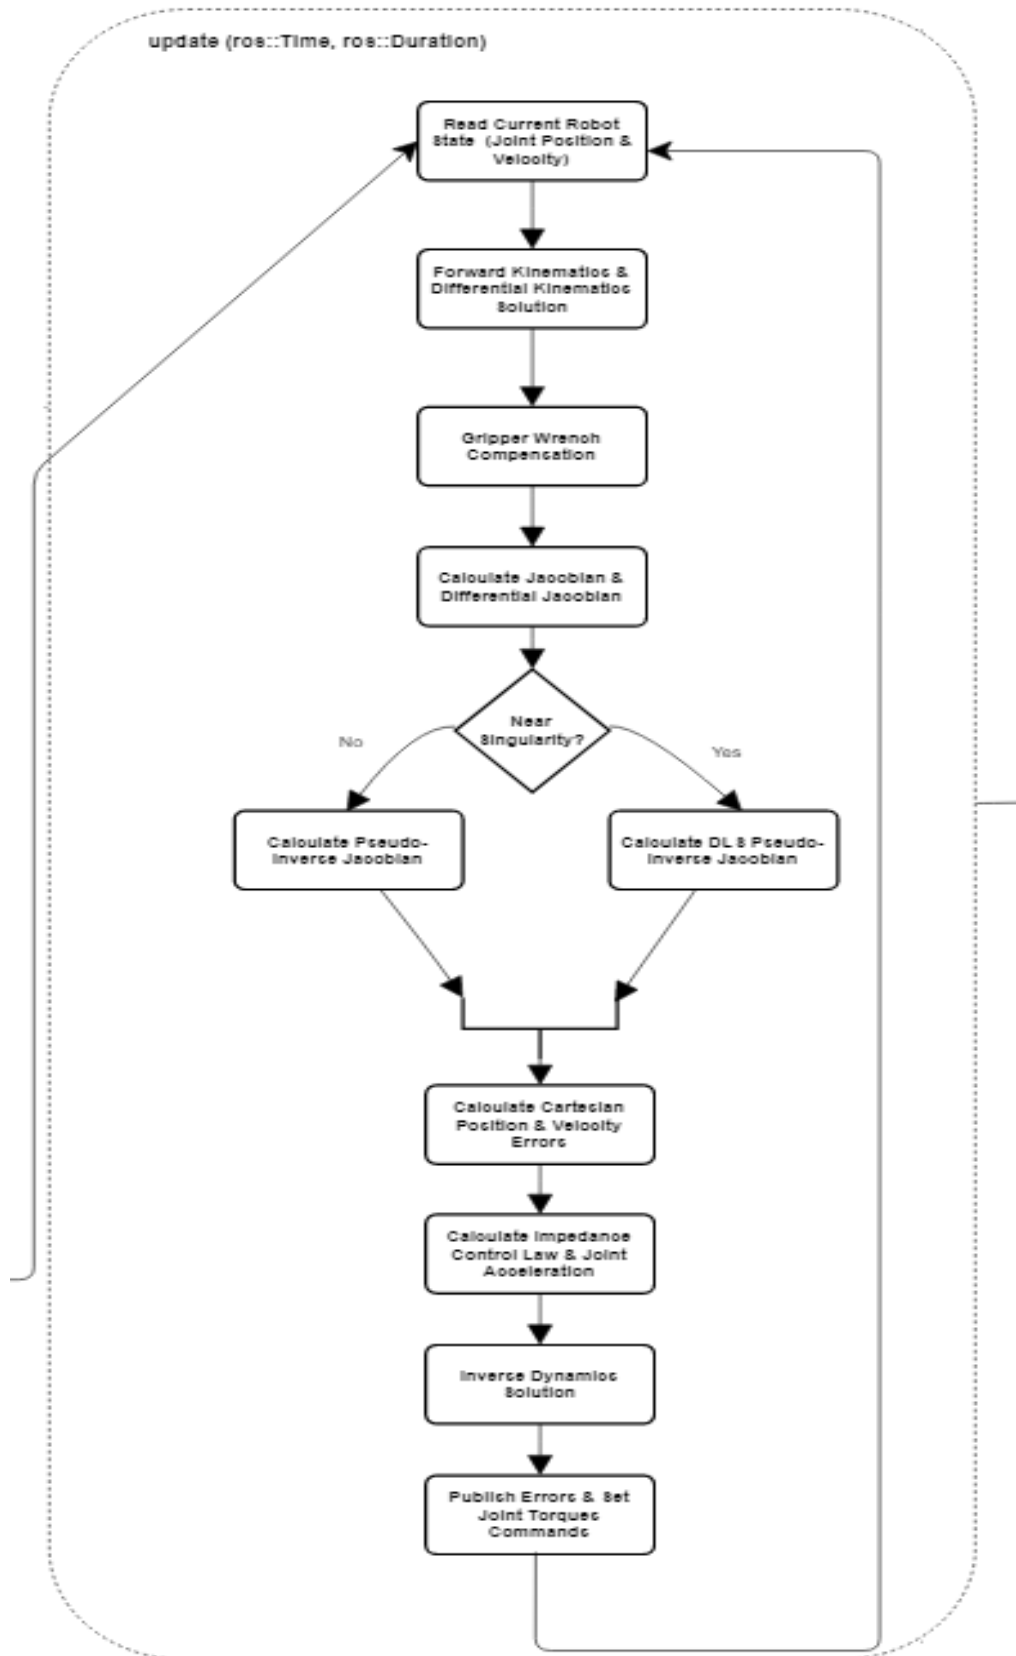 update (ros::Time, ros::Duration)
Read Current Robot
State (Joint Position &
Velocity)
Forward Kinematics &
Differential Kinematics
Solution
Gripper Wrench
Compensation
Calculate Jacobian &
Differential Jacobian
Near
Singularity?
No
Yes
Calculate Pseudo-
Inverse Jacobian
Calculate DLS Pseudo-
Inverse Jacobian
Calculate Cartesian
Position & Velocity
Errors
Calculate Impedance
Control Law & Joint
Acceleration
Inverse Dynamics
Solution
Publish Errors & Set
Joint Torques
Commands